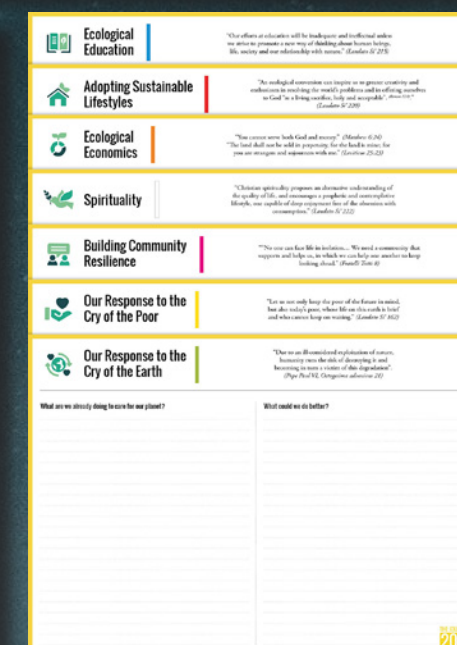 Ecological
Education
"Our efforts at education will be inadequate and ineffectual unless
we strive to promote a new way of thinking about human beings,
life, society and our relationship with nature." (Laudato Si' 215)
Adopting Sustainable
Lifestyles
"An ecological conversion can inspire us to greater creativity and
enthusiasm in resolving the world's problems and in offering ourselves
to God "as a living sacrifice, holy and acceptable".
(Laudato Si' 220)
Ecological
Economics
"You cannot serve both God and money." (Matthew 6:24)
"The land shall not be sold in perpetuity, for the land is mine; for
you are strangers and sojourners with me." (Leviticus 25:23)
Spirituality
"Christian spirituality proposes an alternative understanding of
the quality of life, and encourages a prophetic and contemplative
lifestyle, one capable of deep enjoyment free of the obsession with
consumption." (Laudato Si' 222)
Building Community
Resilience
"No one can face life in isolation... We need a community that
supports and helps us, in which we can help one another to keep
looking ahead." (Fratelli Tutti 8)
Our Response to the
Cry of the Poor
"Let us not only keep the poor of the future in mind,
but also today's poor, whose life on this earth is brief
and who cannot keep on waiting." (Laudato Si' 162)
Our Response to the
Cry of the Earth
"Due to an ill-considered exploitation of nature,
humanity runs the risk of destroying it and
becoming in turn a victim of this degradation".
(Pope Paul VI, Octogesima adveniens 21)
What are we already doing to care for our planet?
What could we do better?